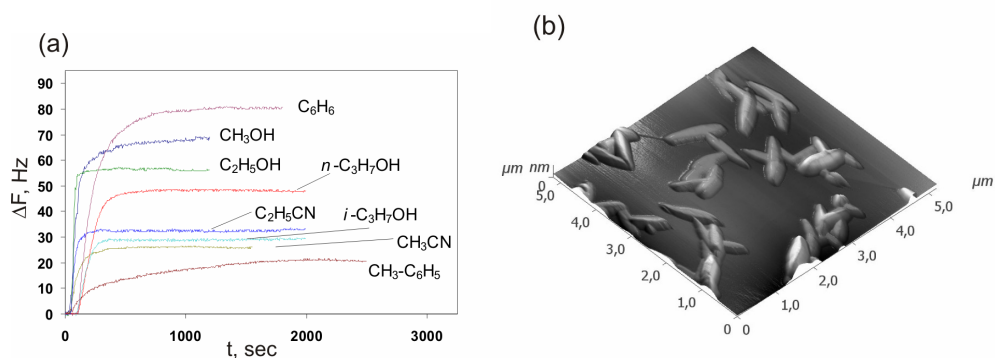 (a)
ΔF, Hz
90
80
70
60
50
40
30
20
10
0
C6H6
CH3OH
C2H5OH
n-C3H7OH
C2H5CN
i-C3H7OH
CH3CN
CH3-C6H5
0 1000 2000 3000
t, sec
(b)
µm nm
0
5,0
4,0
3,0
2,0
1,0
0 0
1,0
2,0
3,0
4,0
5,0
µm